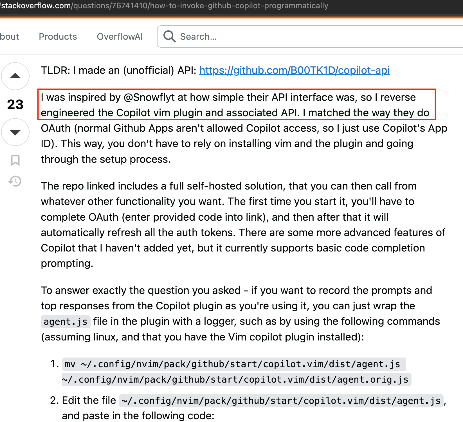 stackoverflow.com/questions/76741410/how-to-invoke-github-copilot-programmatically
bout Products OverflowAI Search...
TLDR: I made an (unofficial) API: https://github.com/B00TK1D/copilot-api
23
I was inspired by @Snowflyt at how simple their API interface was, so I reverse
engineered the Copilot vim plugin and associated API. I matched the way they do
OAuth (normal Github Apps aren't allowed Copilot access, so I just use Copilot's App
ID). This way, you don't have to rely on installing vim and the plugin and going
through the setup process.
The repo linked includes a full self-hosted solution, that you can then call from
whatever other functionality you want. The first time you start it, you'll have to
complete OAuth (enter provided code into link), and then after that it will
automatically refresh all the auth tokens. There are some more advanced features of
Copilot that I haven't added yet, but it currently supports basic code completion
prompting.
To answer exactly the question you asked - if you want to record the prompts and
top responses from the Copilot plugin as you're using it, you can just wrap the
agent.js file in the plugin with a logger, such as by using the following commands
(assuming linux, and that you have the Vim copilot plugin installed):
1. mv ~/.config/nvim/pack/github/start/copilot.vim/dist/agent.js
~/.config/nvim/pack/github/start/copilot.vim/dist/agent.orig.js
2. Edit the file ~/.config/nvim/pack/github/start/copilot.vim/dist/agent.js,
and paste in the following code: